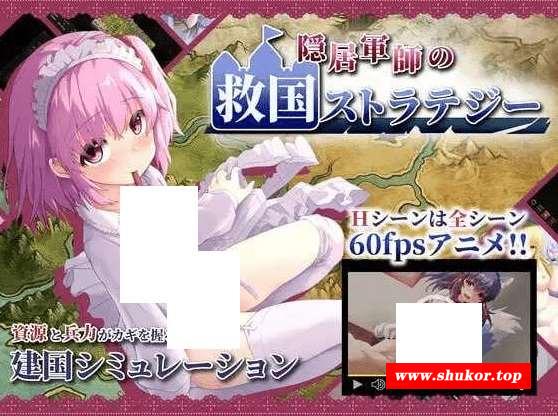 隠居軍師の
救国ストラテジー
Hシーンは全シーン
60fpsアニメ!!
資源と兵力がカギを握
建国シミュレーション
www.shukor.top